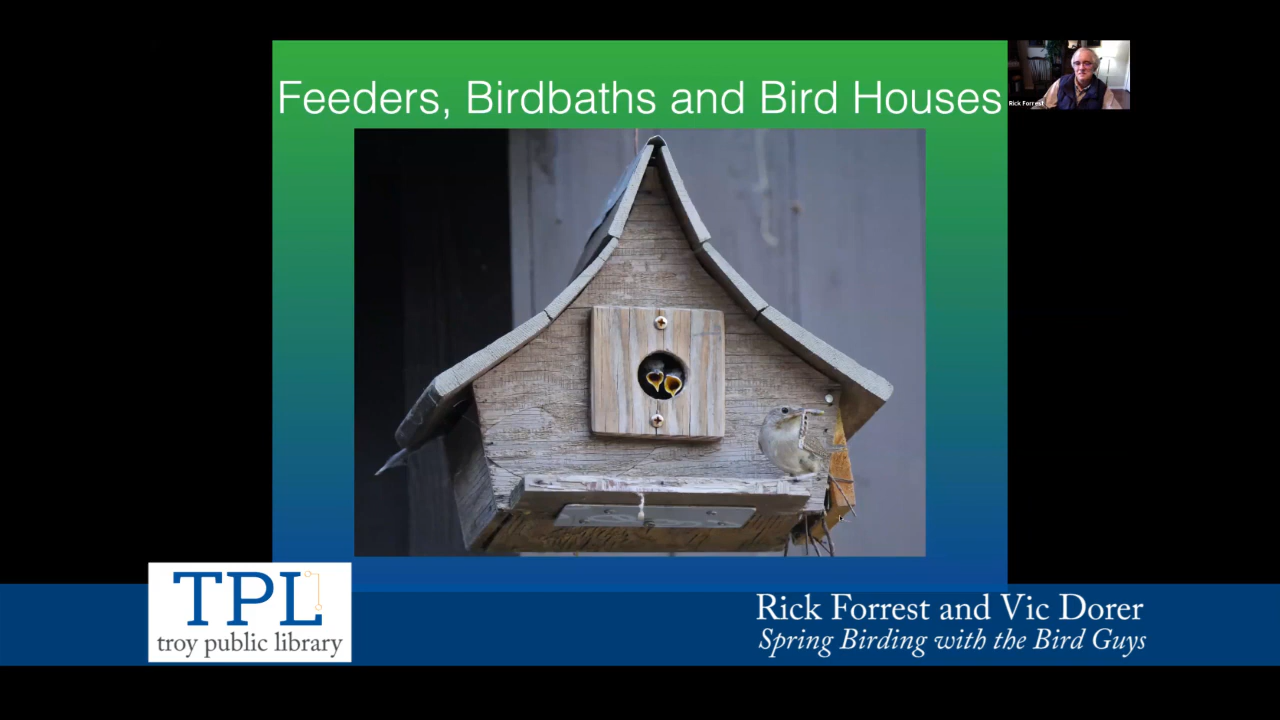 Feeders, Birdbaths and Bird Houses
Rick Forrest
TPL
troy public library
Rick Forrest and Vic Dorer
Spring Birding with the Bird Guys